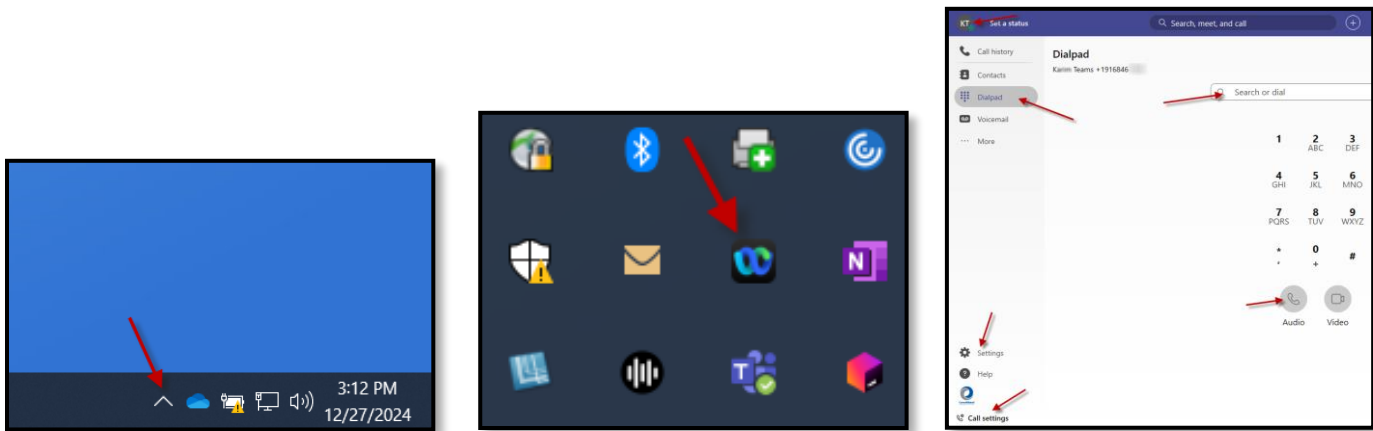 3:12 PM
12/27/2024
N
T
KT
Set a status
Search, meet, and call
Call history
Contacts
Dialpad
Voicemail
More
Dialpad
Karim Teams +1916846
Search or dial
1 2 3
ABC DEF
4 5 6
GHI JKL MNO
7 8 9
PQRS TUV WXYZ
* 0 #
+
Audio Video
Settings
Help
Call settings